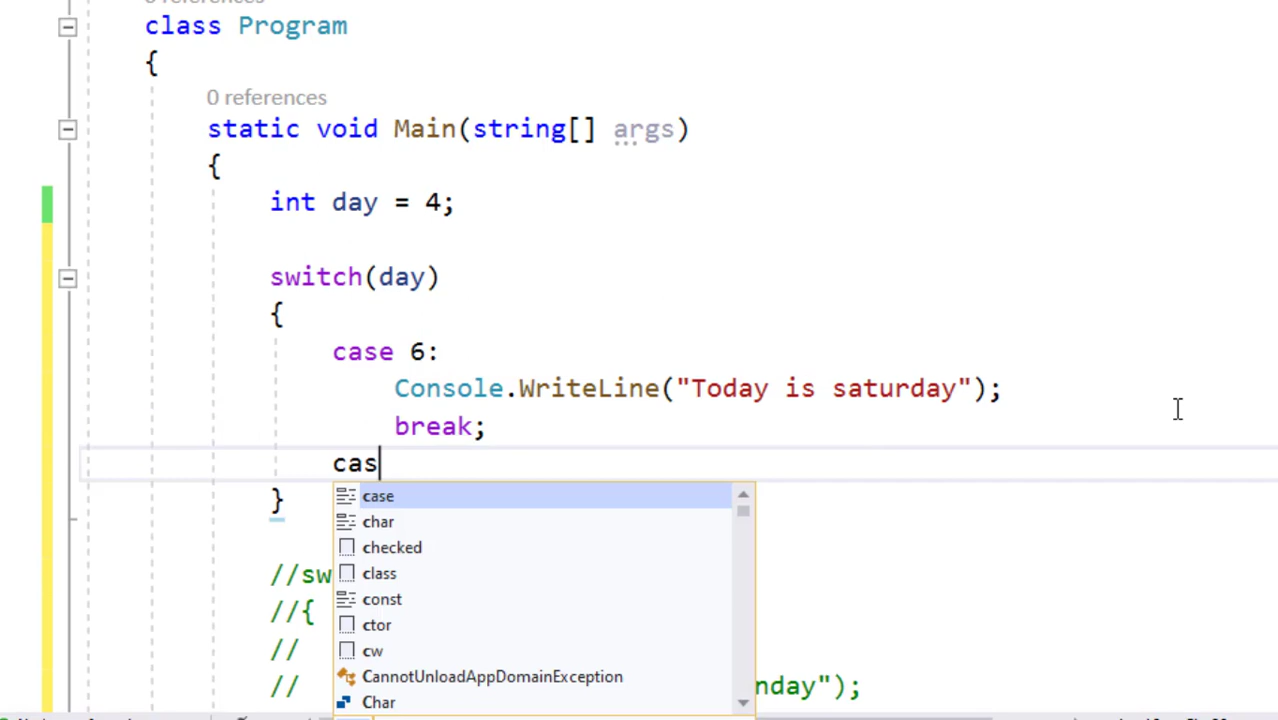 class Program
{
0 references
static void Main(string[] args)
{
int day = 4;
switch(day)
{
case 6:
Console.WriteLine("Today is saturday");
break;
cas
case
}
char
checked
class
//sw
const
//{
ctor
//
cw
CannotUnloadAppDomainException
// nday");
Char